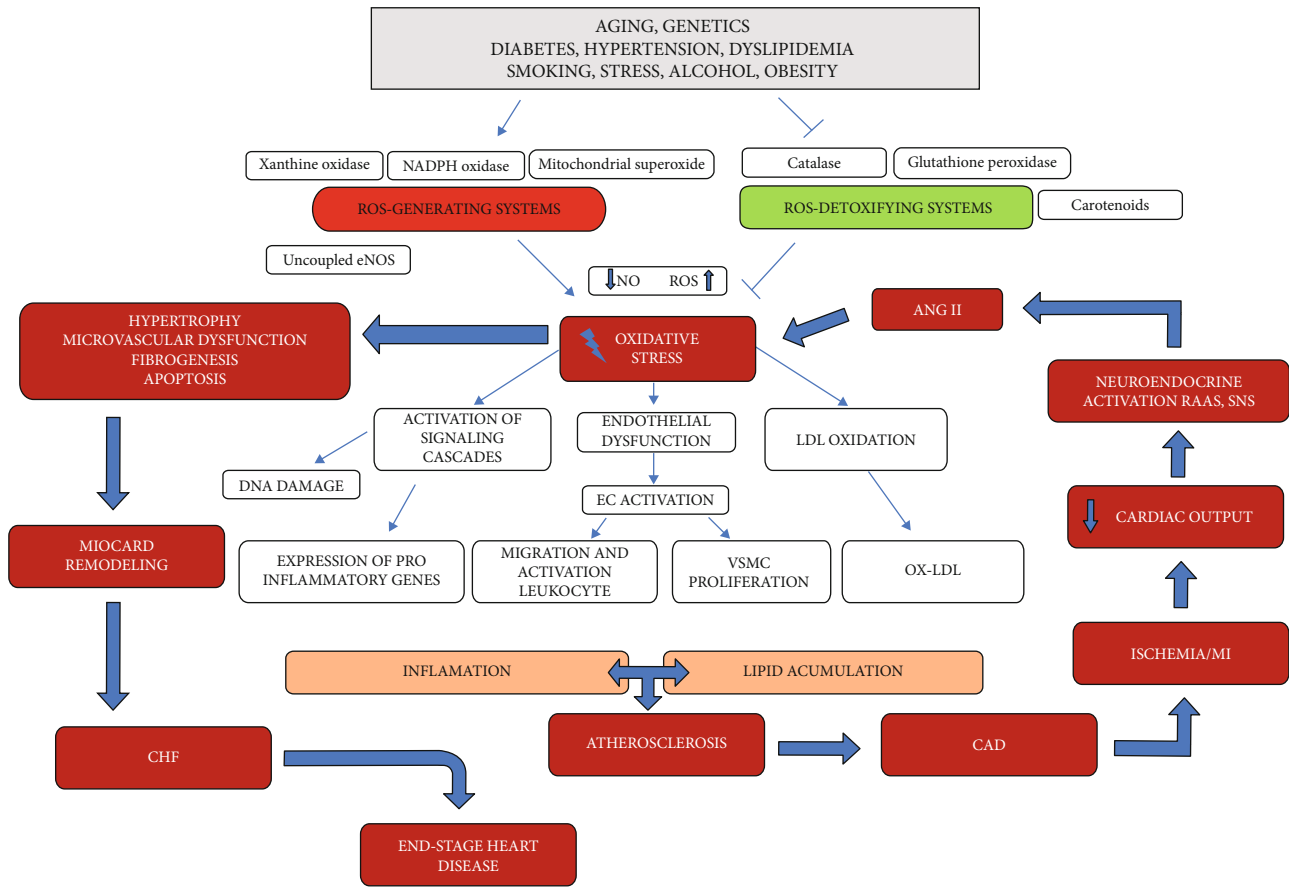 AGING, GENETICS
DIABETES, HYPERTENSION, DYSLIPIDEMIA
SMOKING, STRESS, ALCOHOL, OBESITY
Xanthine oxidase
NADPH oxidase
Mitochondrial superoxide
Catalase
Glutathione peroxidase
ROS-GENERATING SYSTEMS
ROS-DETOXIFYING SYSTEMS
Carotenoids
Uncoupled eNOS
NO ROS
ANG II
HYPERTROPHY
MICROVASCULAR DYSFUNCTION
FIBROGENESIS
APOPTOSIS
OXIDATIVE
STRESS
NEUROENDOCRINE
ACTIVATION RAAS, SNS
ACTIVATION OF
SIGNALING
CASCADES
ENDOTHELIAL
DYSFUNCTION
LDL OXIDATION
DNA DAMAGE
EC ACTIVATION
CARDIAC OUTPUT
MIOCARD
REMODELING
EXPRESSION OF PRO
INFLAMMATORY GENES
MIGRATION AND
ACTIVATION
LEUKOCYTE
VSMC
PROLIFERATION
OX-LDL
ISCHEMIA/MI
INFLAMATION
LIPID ACUMULATION
CHF
ATHEROSCLEROSIS
CAD
END-STAGE HEART
DISEASE